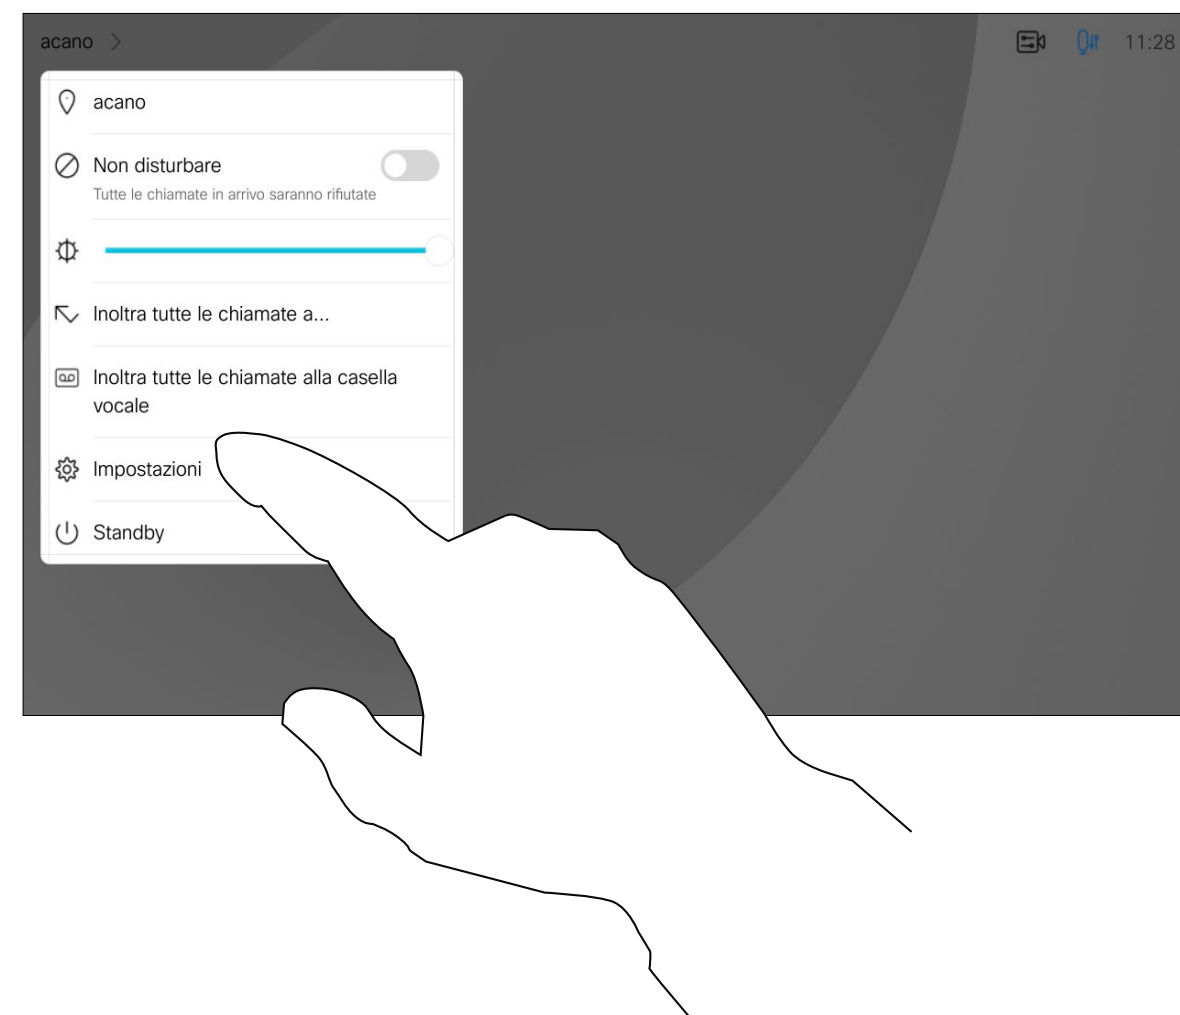 acano
11:28
acano
Non disturbare
Tutte le chiamate in arrivo saranno rifiutate
Inoltra tutte le chiamate a...
Inoltra tutte le chiamate alla casella
vocale
Impostazioni
Standby